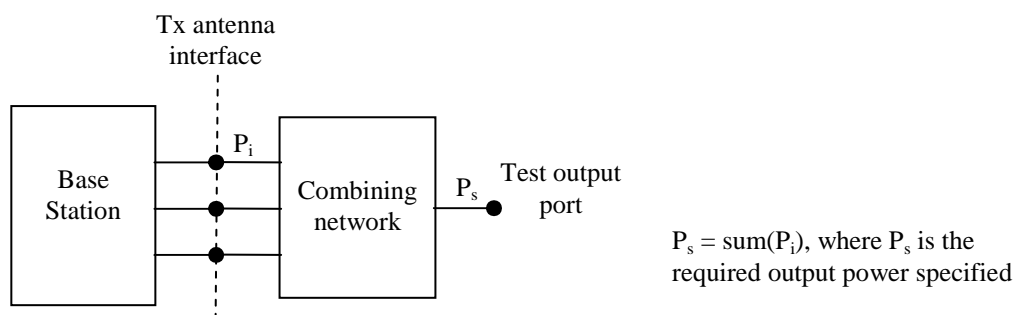 Tx antenna
interface
P_i
Base
Station
Combining
network
P_s
Test output
port
P_s = sum(P_i), where P_s is the
required output power specified